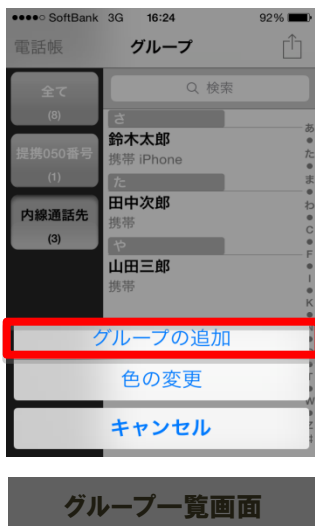 SoftBank 3G 16:24 92%
電話帳 グループ
全て
(8)
提携050番号
(1)
内線通話先
(3)
検索
さ
鈴木太郎
携帯 iPhone
た
田中次郎
携帯
や
山田三郎
携帯
あ
た
ま
わ
C
F
I
K
T
W
Z
#
グループの追加
色の変更
キャンセル
グループ一覧画面